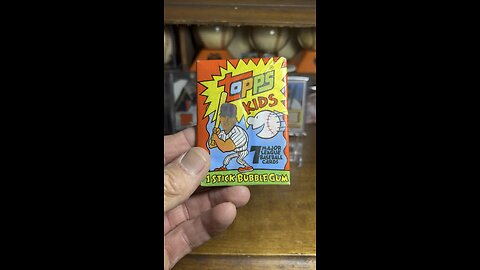 Topps
KIDS
7 MAJOR
LEAGUE
BASEBALL
CARDS
1 STICK BUBBLE GUM